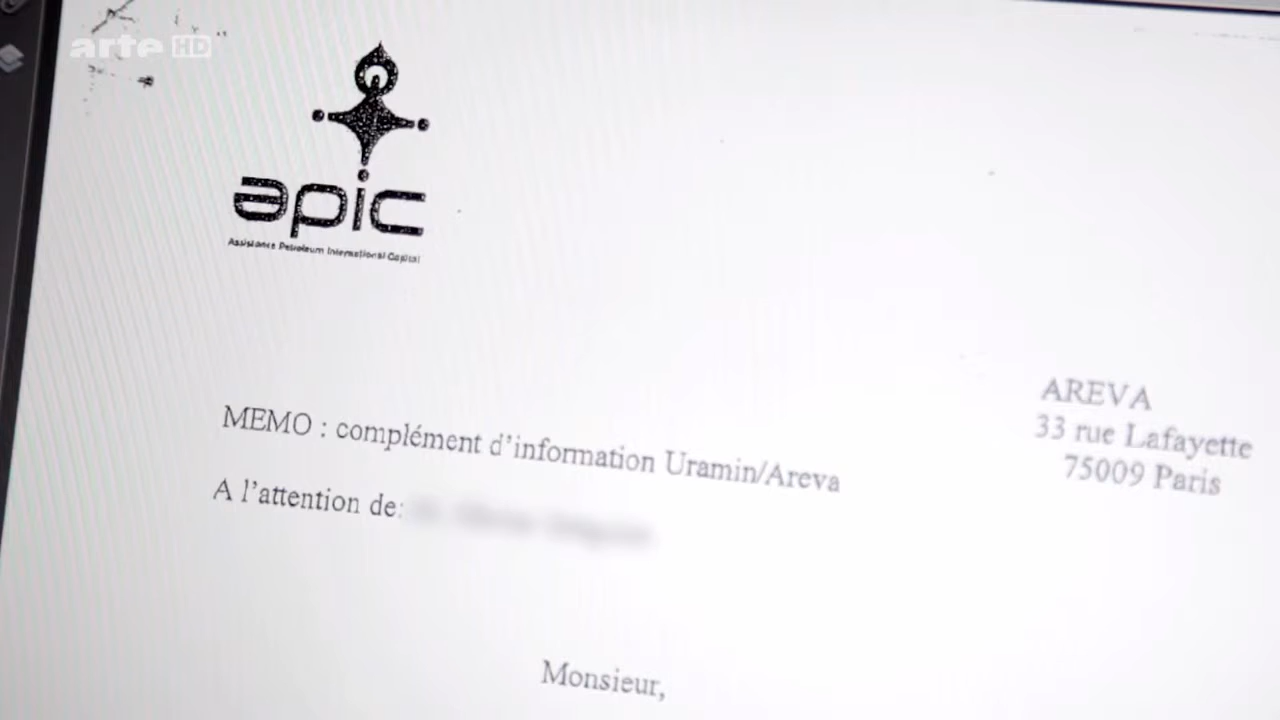 arte HD
apic
Assistance Petroleum International Capital
AREVA
33 rue Lafayette
75009 Paris
MEMO : complément d'information Uramin/Areva
A l'attention de:
Monsieur,